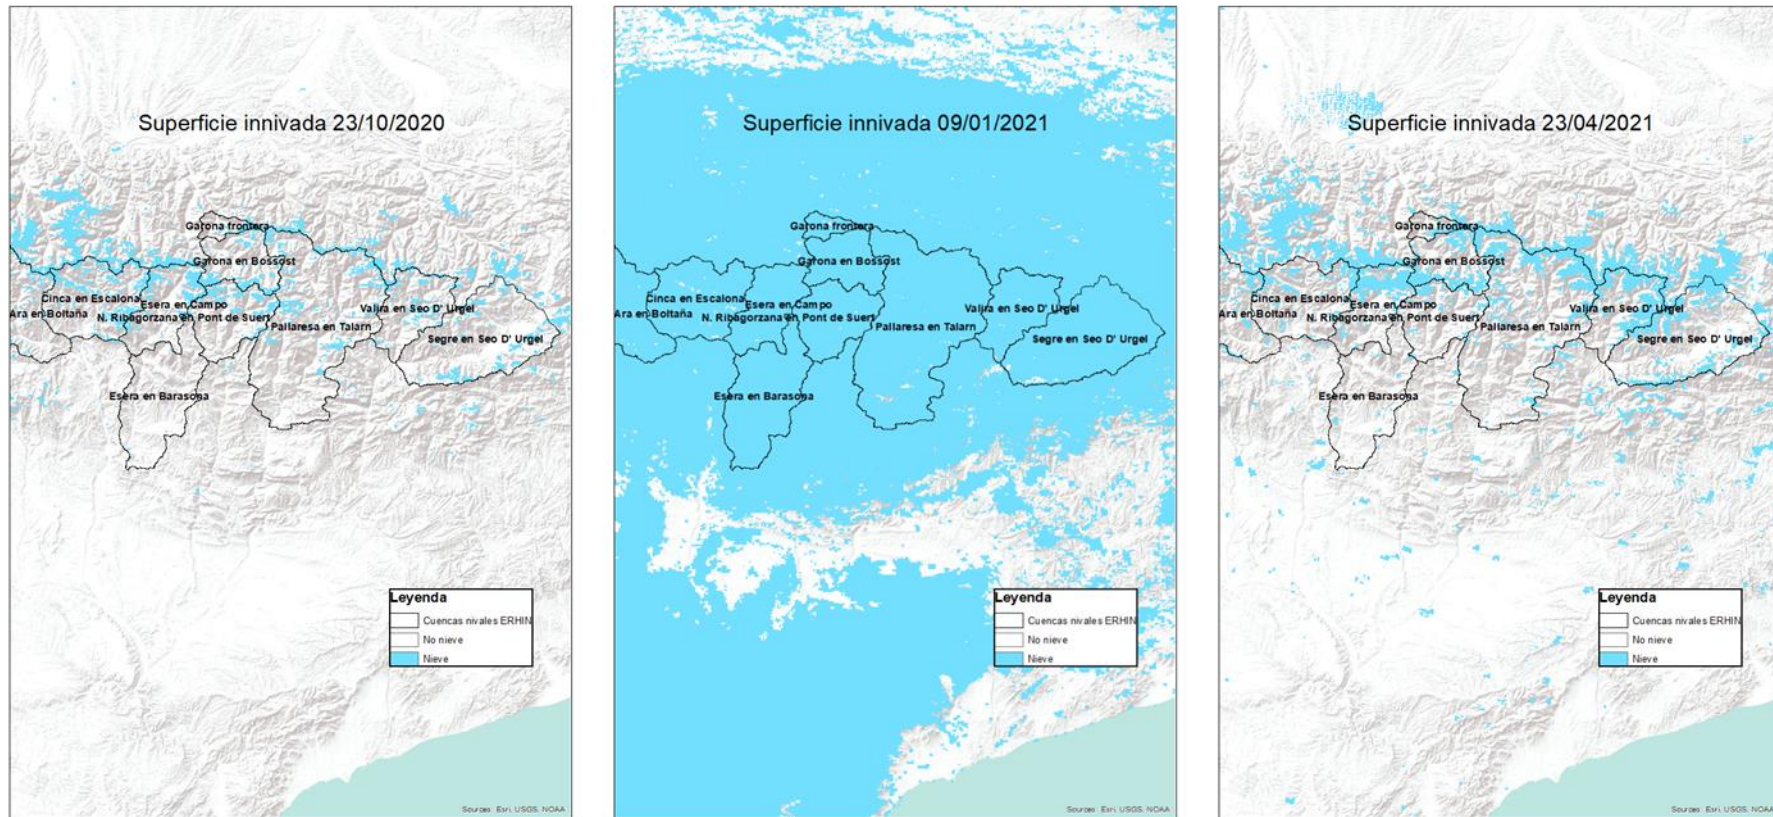 Superficie innivada 23/10/2020
Garona frontera
Garona en Bossost
Cinca en Escalona
Esera en Campo
Ara en Boltaña
N. Ribagorzana en Pont de Suert
Valira en Seo D' Urgel
Pallaresa en Talarn
Segre en Seo D' Urgel
Esera en Barasona
Leyenda
Cuencas nivales ERHIN
No nieve
Nieve
Sources: Esri, USGS, NOAA
Superficie innivada 09/01/2021
Garona frontera
Garona en Bossost
Cinca en Escalona
Esera en Campo
Ara en Boltaña
N. Ribagorzana en Pont de Suert
Valira en Seo D' Urgel
Pallaresa en Talarn
Segre en Seo D' Urgel
Esera en Barasona
Leyenda
Cuencas nivales ERHIN
No nieve
Nieve
Sources: Esri, USGS, NOAA
Superficie innivada 23/04/2021
Garona frontera
Garona en Bossost
Cinca en Escalona
Esera en Campo
Ara en Boltaña
N. Ribagorzana en Pont de Suert
Valira en Seo D' Urgel
Pallaresa en Talarn
Segre en Seo D' Urgel
Esera en Barasona
Leyenda
Cuencas nivales ERHIN
No nieve
Nieve
Sources: Esri, USGS, NOAA